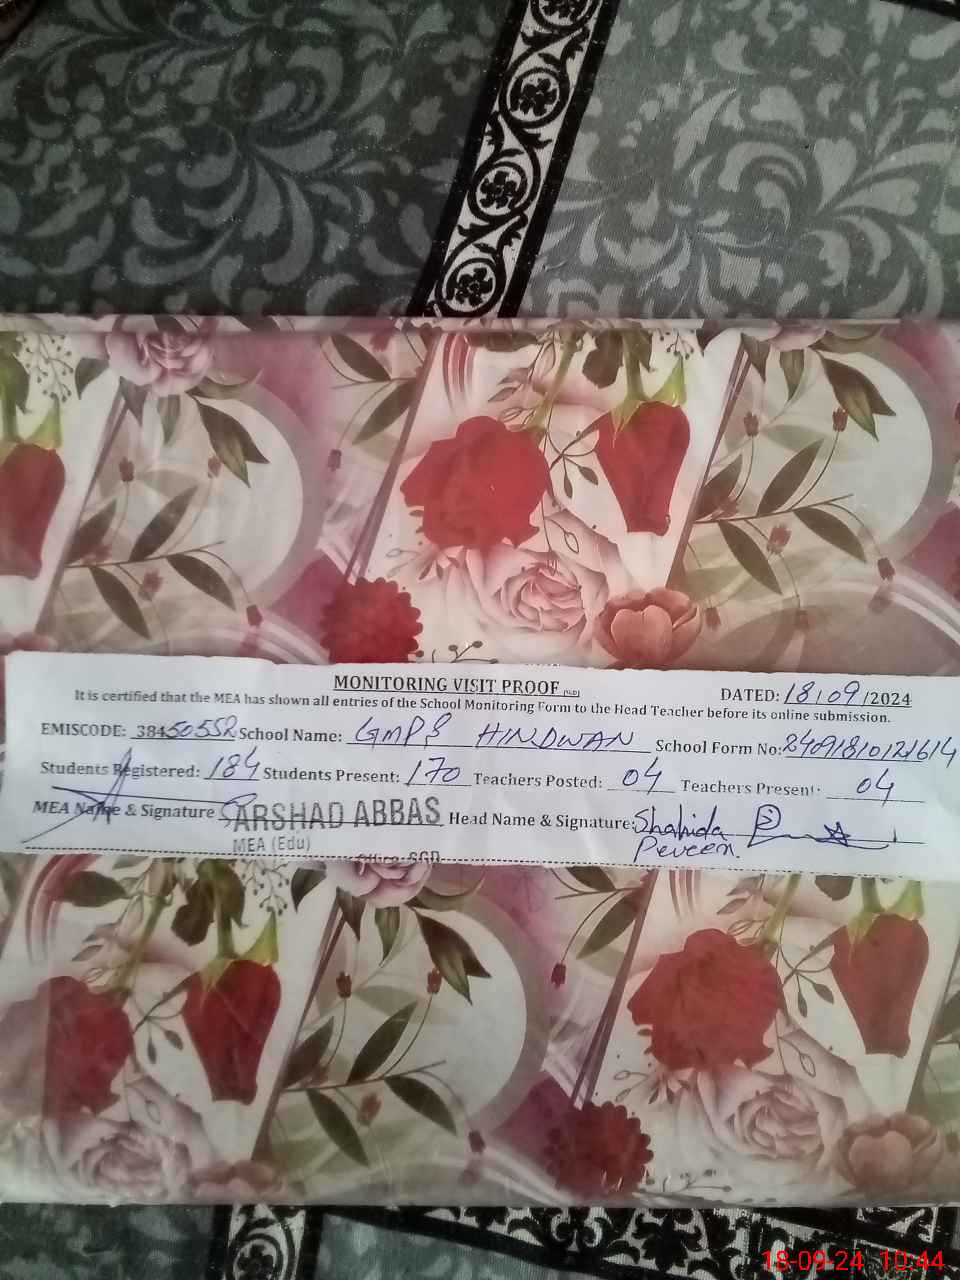 MONITORING VISIT PROOF
DATED: 18/09/2024
It is certified that the MEA has shown all entries of the School Monitoring Form to the Head Teacher before its online submission.
EMISCODE: 38450552 School Name: GMPS HINDWAN School Form No: 24091810121614
Students Registered: 184 Students Present: 170 Teachers Posted: 04 Teachers Present: 04
MEA Name & Signature ARSHAD ABBAS Head Name & Signature: Shahida
MEA (Edu) Perveen.
18-09-24 10:44